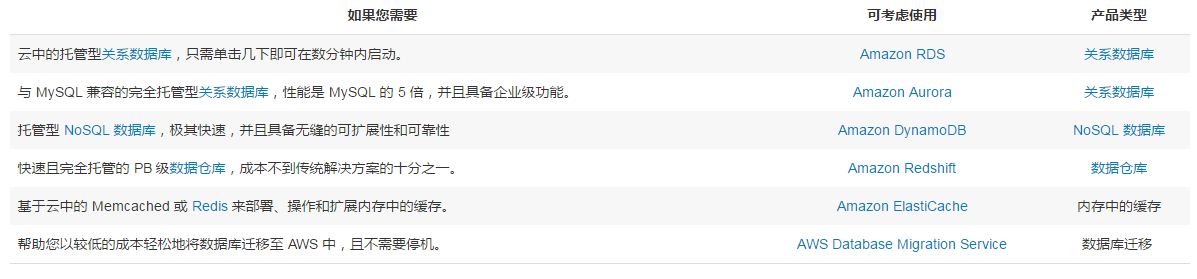 如果您需要 可考虑使用 产品类型
云中的托管型关系数据库，只需单击几下即可在数分钟内启动。 Amazon RDS 关系数据库
与 MySQL 兼容的完全托管型关系数据库，性能是 MySQL 的 5 倍，并且具备企业级功能。 Amazon Aurora 关系数据库
托管型 NoSQL 数据库，极其快速，并且具备无缝的可扩展性和可靠性 Amazon DynamoDB NoSQL 数据库
快速且完全托管的 PB 级数据仓库，成本不到传统解决方案的十分之一。 Amazon Redshift 数据仓库
基于云中的 Memcached 或 Redis 来部署、操作和扩展内存中的缓存。 Amazon ElastiCache 内存中的缓存
帮助您以较低的成本轻松地将数据库迁移至 AWS 中，且不需要停机。 AWS Database Migration Service 数据库迁移